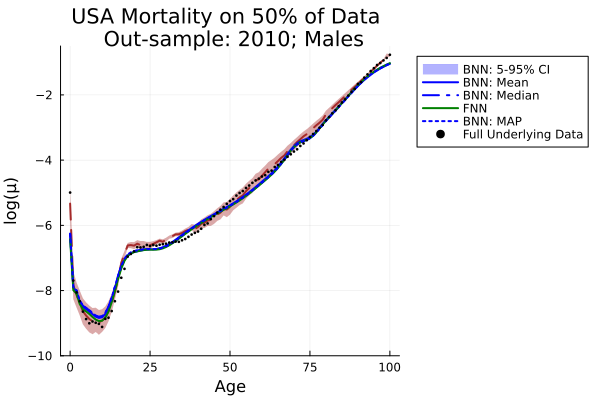 USA Mortality on 50% of Data
Out-sample: 2010; Males
log(μ)
−2
−4
−6
−8
−10
0
25
50
75
100
Age
BNN: 5-95% CI
BNN: Mean
BNN: Median
FNN
BNN: MAP
Full Underlying Data